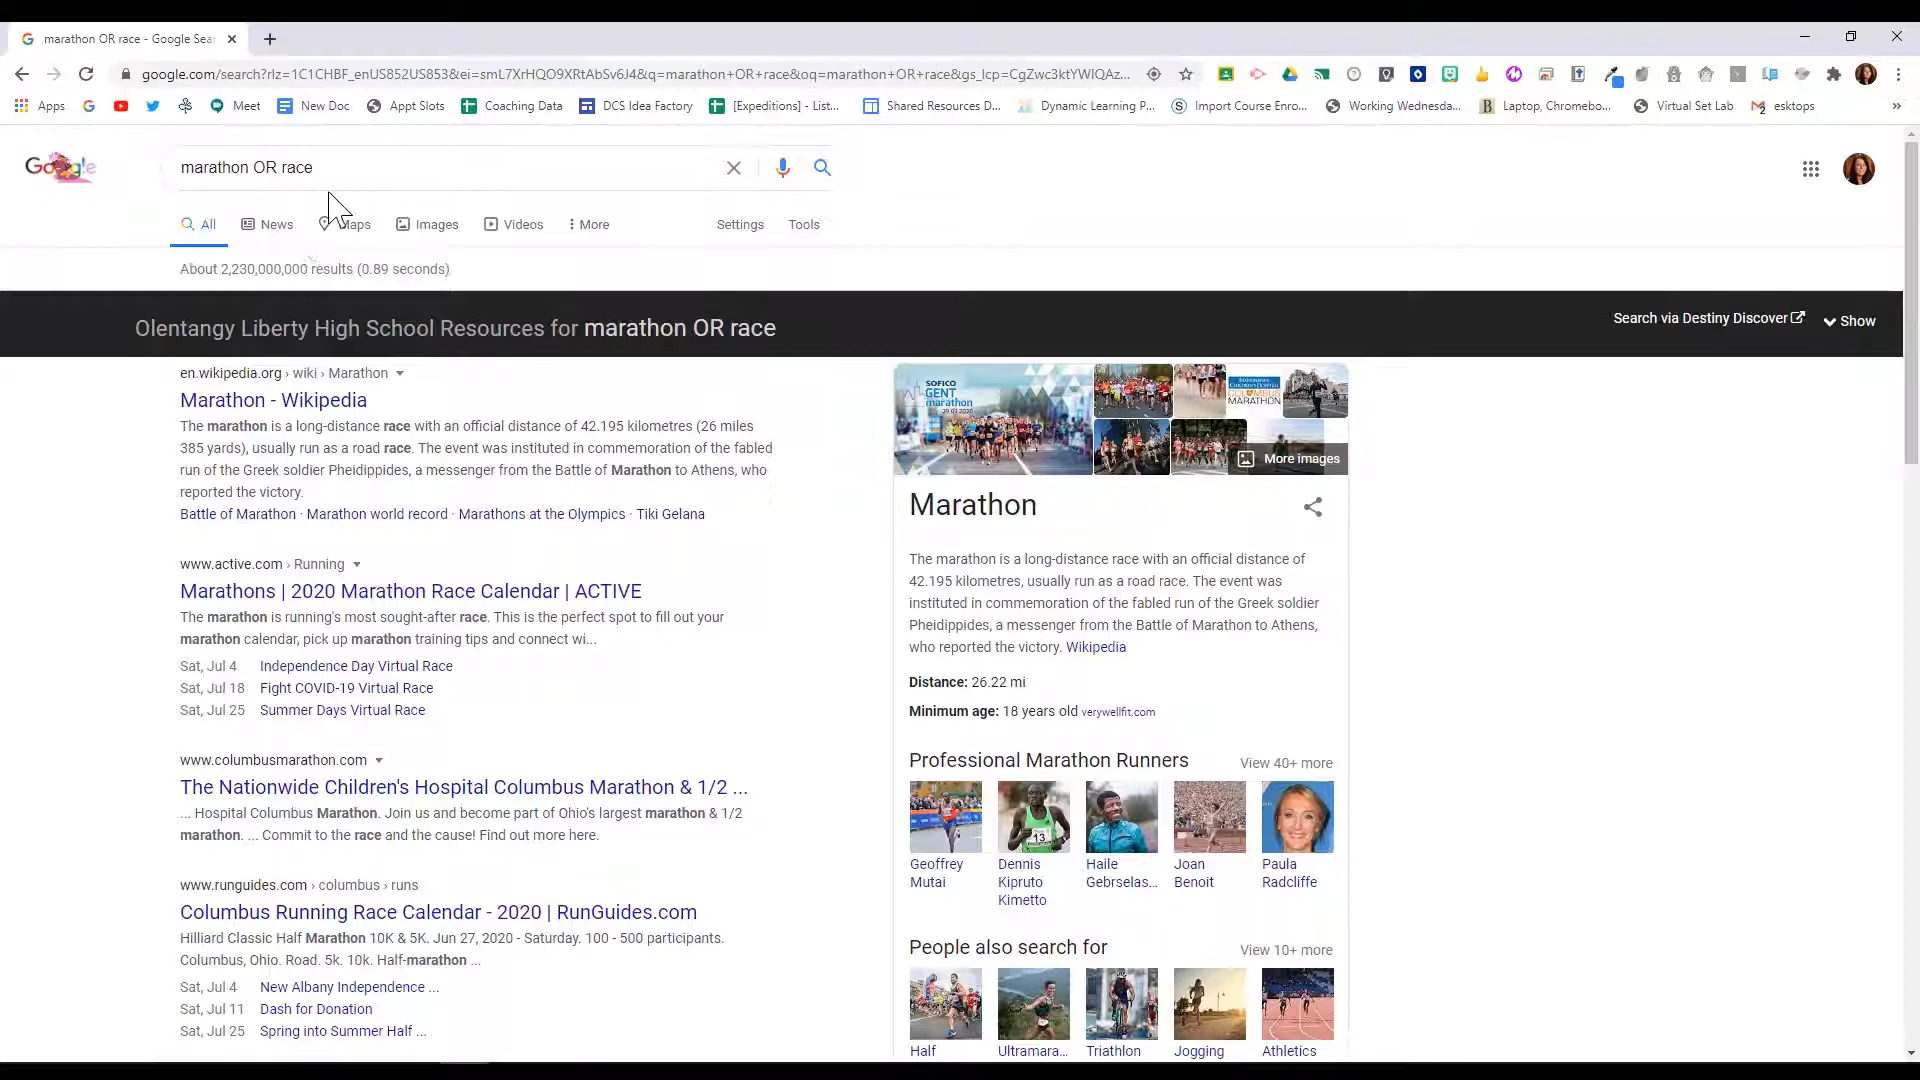 marathon OR race - Google Sea
google.com/search?rlz=1C1CHBF_enUS852US853&ei=smL7XrHQO9XRtAbSv6J4&q=marathon+OR+race&oq=marathon+OR+race&gs_lcp=CgZwc3ktYWIQAz...
Apps Meet New Doc Appt Slots Coaching Data DCS Idea Factory [Expeditions] - List... Shared Resources D... Dynamic Learning P... Import Course Enro... Working Wednesda... Laptop, Chromebo... Virtual Set Lab esktops »
Google marathon OR race
All News Maps Images Videos More Settings Tools
About 2,230,000,000 results (0.89 seconds)
Olentangy Liberty High School Resources for marathon OR race
Search via Destiny Discover Show
en.wikipedia.org › wiki › Marathon
Marathon - Wikipedia
The marathon is a long-distance race with an official distance of 42.195 kilometres (26 miles
385 yards), usually run as a road race. The event was instituted in commemoration of the fabled
run of the Greek soldier Pheidippides, a messenger from the Battle of Marathon to Athens, who
reported the victory.
Battle of Marathon · Marathon world record · Marathons at the Olympics · Tiki Gelana
www.active.com › Running
Marathons | 2020 Marathon Race Calendar | ACTIVE
The marathon is running's most sought-after race. This is the perfect spot to fill out your
marathon calendar, pick up marathon training tips and connect wi...
Sat, Jul 4 Independence Day Virtual Race
Sat, Jul 18 Fight COVID-19 Virtual Race
Sat, Jul 25 Summer Days Virtual Race
www.columbusmarathon.com
The Nationwide Children's Hospital Columbus Marathon & 1/2 ...
... Hospital Columbus Marathon. Join us and become part of Ohio's largest marathon & 1/2
marathon. ... Commit to the race and the cause! Find out more here.
www.runguides.com › columbus › runs
Columbus Running Race Calendar - 2020 | RunGuides.com
Hilliard Classic Half Marathon 10K & 5K. Jun 27, 2020 - Saturday. 100 - 500 participants.
Columbus, Ohio. Road. 5k. 10k. Half-marathon ...
Sat, Jul 4 New Albany Independence ...
Sat, Jul 11 Dash for Donation
Sat, Jul 25 Spring into Summer Half ...
SOFICO
GENT
marathon
COLUMBUS
MARATHON
More images
Marathon
The marathon is a long-distance race with an official distance of
42.195 kilometres, usually run as a road race. The event was
instituted in commemoration of the fabled run of the Greek soldier
Pheidippides, a messenger from the Battle of Marathon to Athens,
who reported the victory. Wikipedia
Distance: 26.22 mi
Minimum age: 18 years old verywellfit.com
Professional Marathon Runners View 40+ more
13
Geoffrey Mutai
Dennis Kipruto Kimetto
Haile Gebrselas...
Joan Benoit
Paula Radcliffe
People also search for View 10+ more
Half Ultramara... Triathlon Jogging Athletics